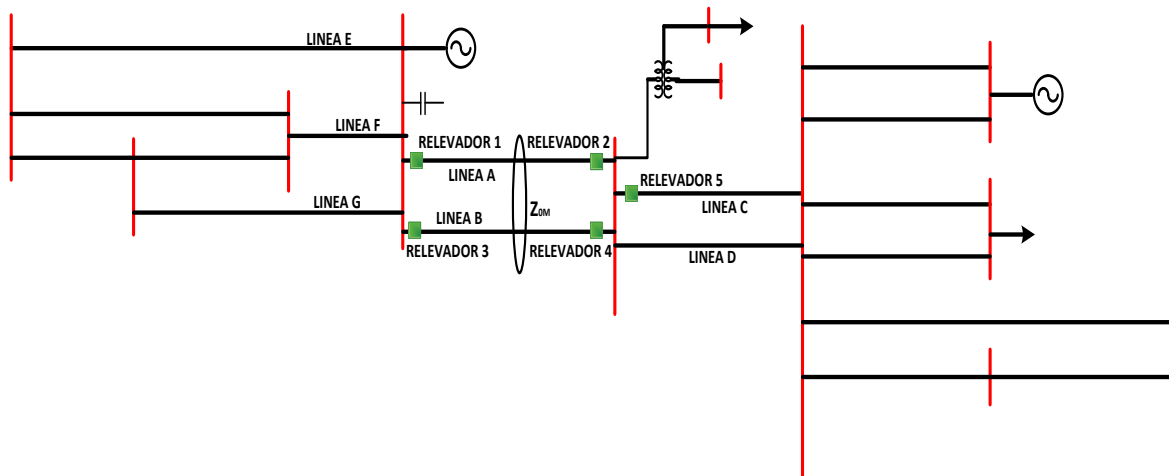 LINEA E
LINEA F
RELEVADOR 1
RELEVADOR 2
LINEA A
RELEVADOR 5
LINEA G
LINEA B
Z0M
LINEA C
RELEVADOR 3
RELEVADOR 4
LINEA D